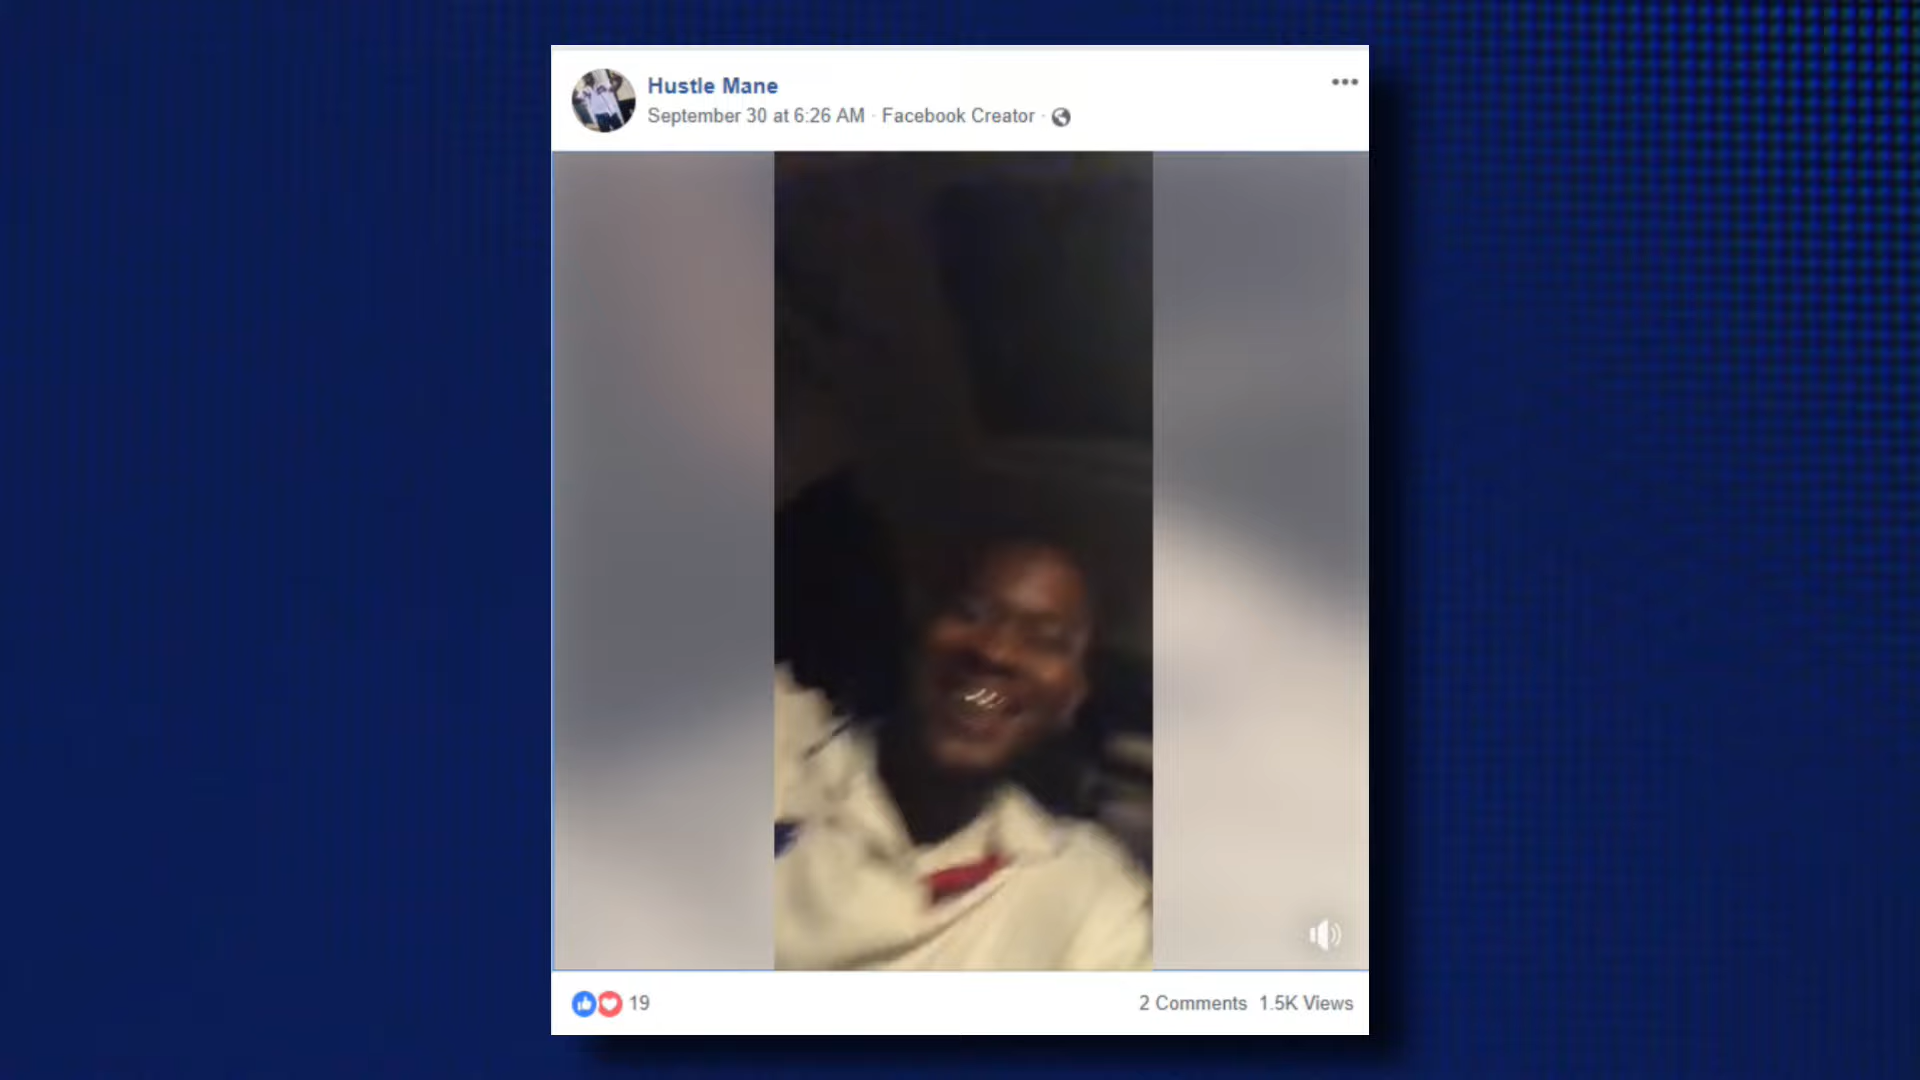 Hustle Mane
September 30 at 6:26 AM · Facebook Creator ·
19
2 Comments 1.5K Views